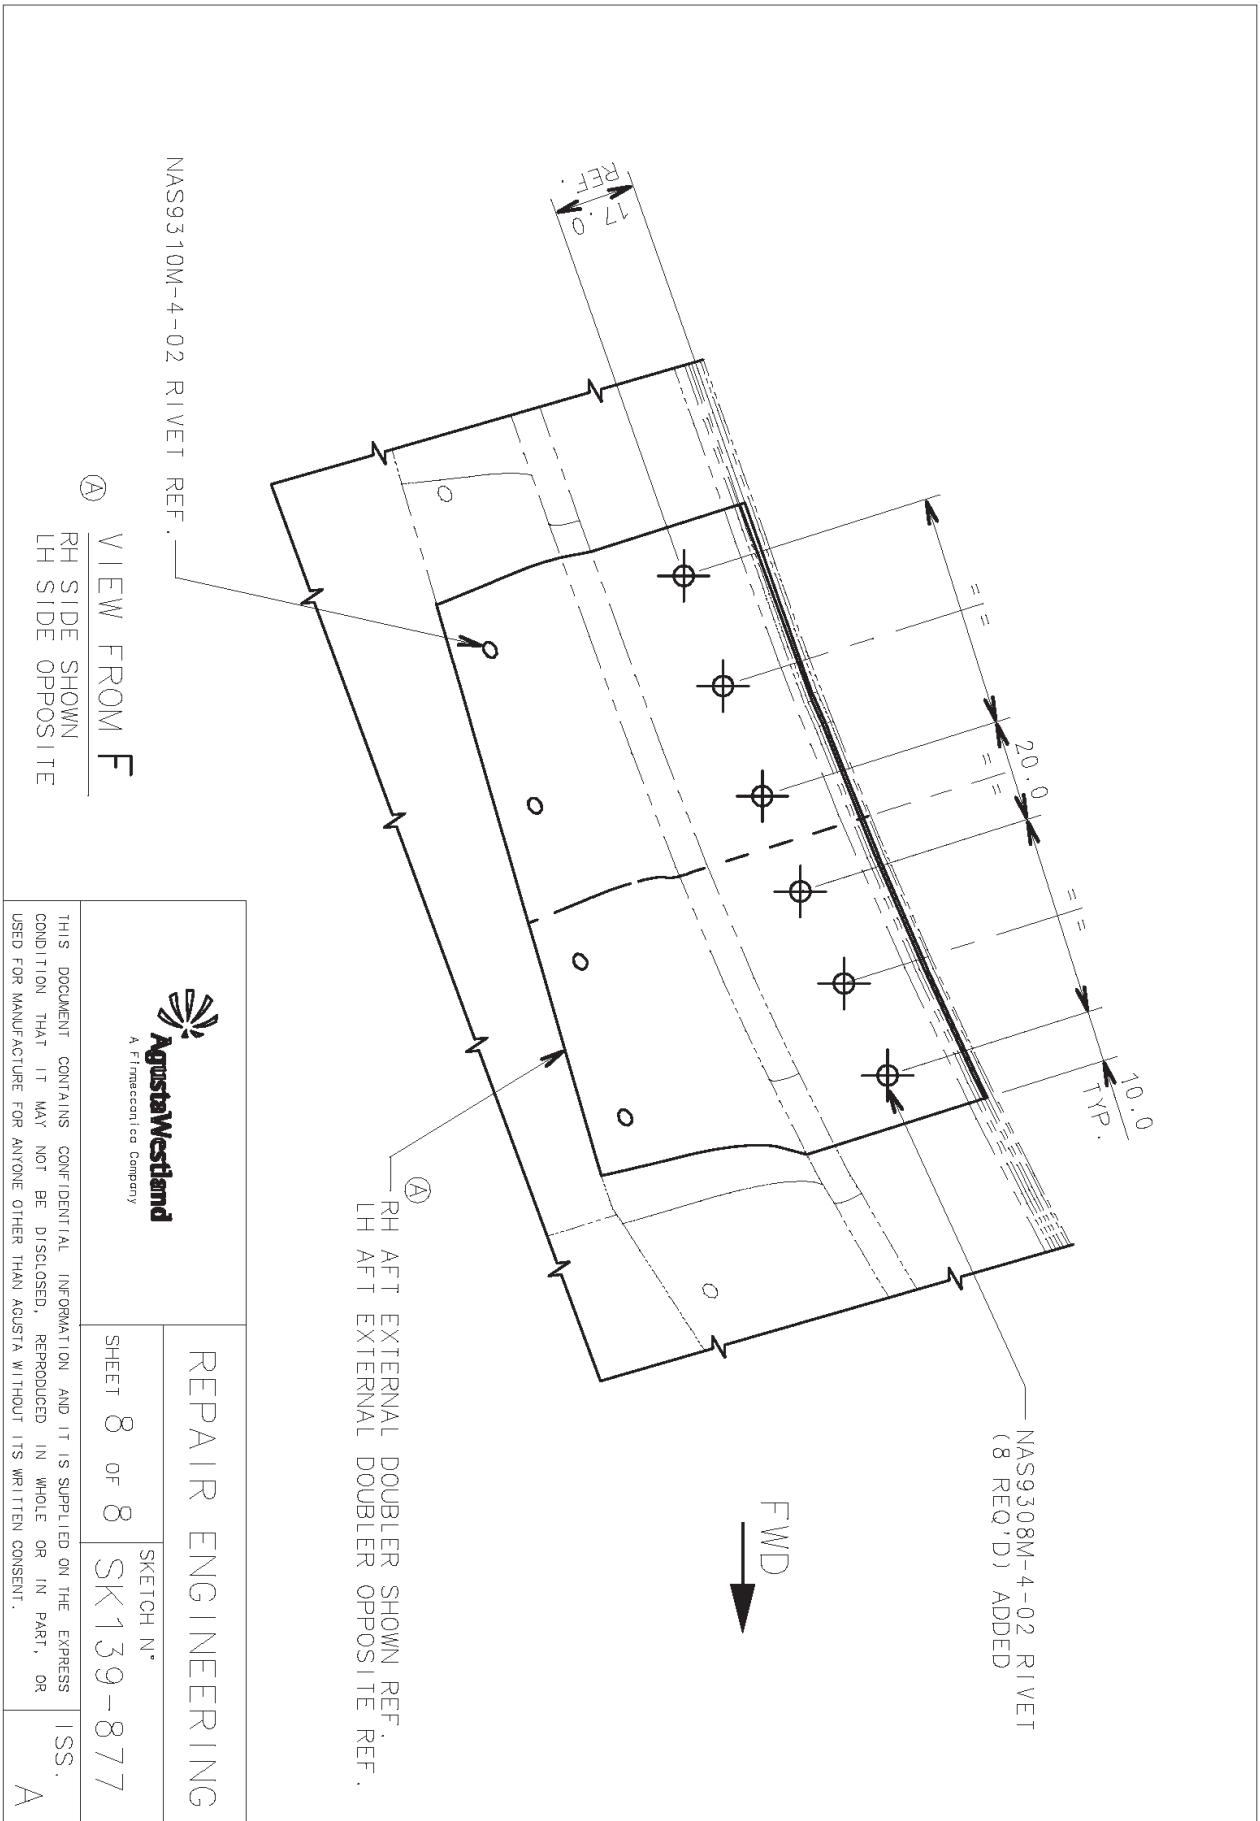 17.0
REF.
= =
20.0
= =
= =
10.0
TYP.
NAS9308M-4-02 RIVET
(8 REQ'D) ADDED
FWD
NAS9310M-4-02 RIVET REF.
A
RH AFT EXTERNAL DOUBLER SHOWN REF.
LH AFT EXTERNAL DOUBLER OPPOSITE REF.
A VIEW FROM F
RH SIDE SHOWN
LH SIDE OPPOSITE
AgustaWestland
A Finmeccanica Company
REPAIR ENGINEERING
SHEET 8 OF 8
SKETCH N°
SK139-877
THIS DOCUMENT CONTAINS CONFIDENTIAL INFORMATION AND IT IS SUPPLIED ON THE EXPRESS
CONDITION THAT IT MAY NOT BE DISCLOSED, REPRODUCED IN WHOLE OR IN PART, OR
USED FOR MANUFACTURE FOR ANYONE OTHER THAN AGUSTA WITHOUT ITS WRITTEN CONSENT.
ISS.
A